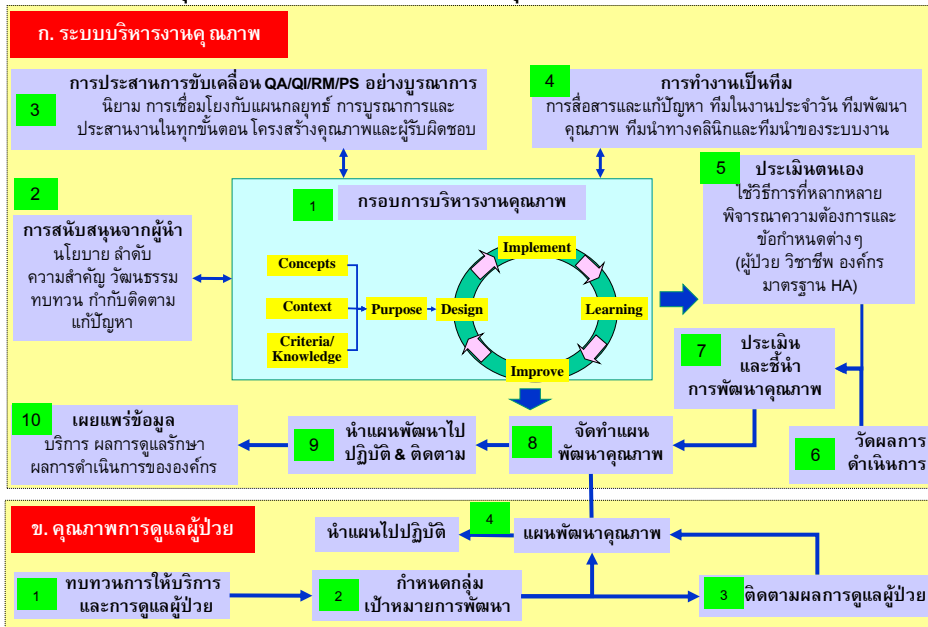 ก. ระบบบริหารงานคุณภาพ
3
การประสานการขับเคลื่อน QA/QI/RM/PS อย่างบูรณาการ
นิยาม การเชื่อมโยงกับแผนกลยุทธ์ การบูรณาการและ
ประสานงานในทุกขั้นตอน โครงสร้างคุณภาพและผู้รับผิดชอบ
4
การทำงานเป็นทีม
การสื่อสารและแก้ปัญหา ทีมในงานประจำวัน ทีมพัฒนา
คุณภาพ ทีมนำทางคลินิกและทีมนำของระบบงาน
2
การสนับสนุนจากผู้นำ
นโยบาย ลำดับ
ความสำคัญ วัฒนธรรม
ทบทวน กำกับติดตาม
แก้ปัญหา
1
กรอบการบริหารงานคุณภาพ
Concepts
Context
Criteria/
Knowledge
Purpose
Design
Implement
Learning
Improve
5
ประเมินตนเอง
ใช้วิธีการที่หลากหลาย
พิจารณาความต้องการและ
ข้อกำหนดต่างๆ
(ผู้ป่วย วิชาชีพ องค์กร
มาตรฐาน HA)
7
ประเมิน
และชี้นำ
การพัฒนาคุณภาพ
6
วัดผลการ
ดำเนินการ
8
จัดทำแผน
พัฒนาคุณภาพ
9
นำแผนพัฒนาไป
ปฏิบัติ & ติดตาม
10
เผยแพร่ข้อมูล
บริการ ผลการดูแลรักษา
ผลการดำเนินการขององค์กร
ข. คุณภาพการดูแลผู้ป่วย
นำแผนไปปฏิบัติ
4
แผนพัฒนาคุณภาพ
1
ทบทวนการให้บริการ
และการดูแลผู้ป่วย
2
กำหนดกลุ่ม
เป้าหมายการพัฒนา
3
ติดตามผลการดูแลผู้ป่วย